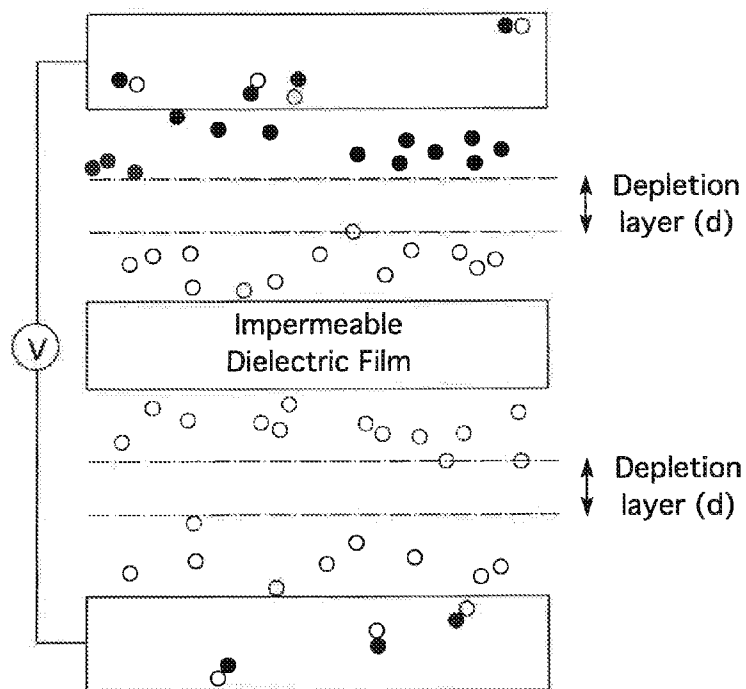 Depletion
layer (d)
Impermeable
Dielectric Film
V
Depletion
layer (d)